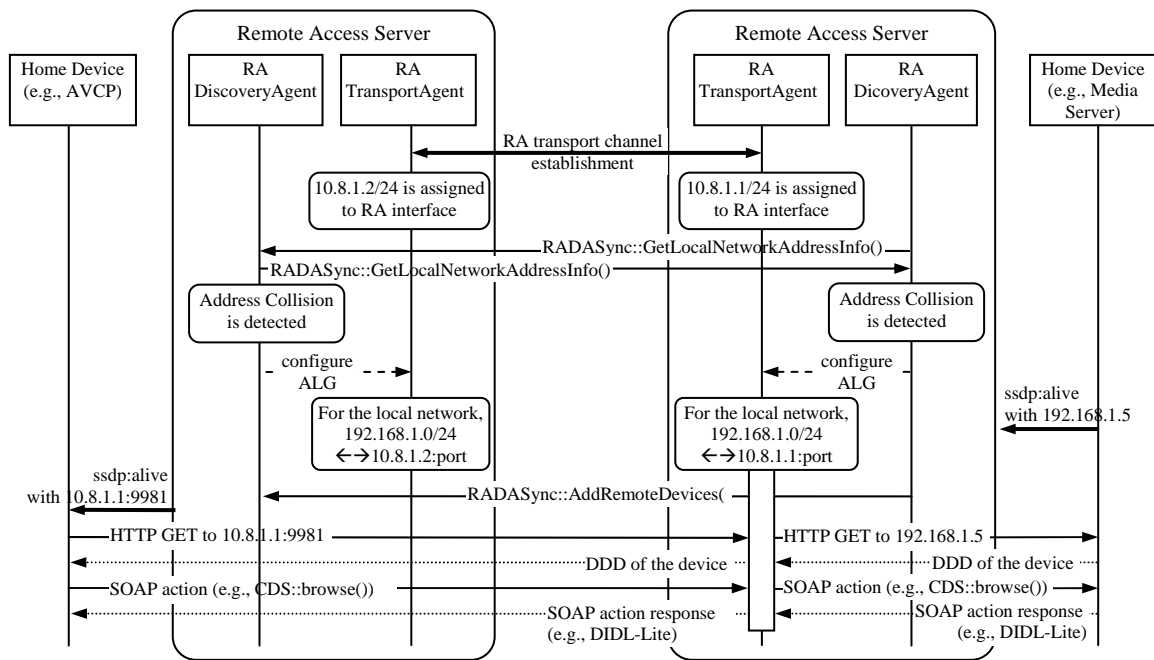 Remote Access Server
Remote Access Server
Home Device
(e.g., AVCP)
RA
DiscoveryAgent
RA
TransportAgent
RA
TransportAgent
RA
DicoveryAgent
Home Device
(e.g., Media
Server)
RA transport channel
establishment
10.8.1.2/24 is assigned
to RA interface
10.8.1.1/24 is assigned
to RA interface
RADASync::GetLocalNetworkAddressInfo()
RADASync::GetLocalNetworkAddressInfo()
Address Collision
is detected
Address Collision
is detected
configure
ALG
configure
ALG
For the local network,
192.168.1.0/24
←→10.8.1.2:port
For the local network,
192.168.1.0/24
←→10.8.1.1:port
ssdp:alive
with 192.168.1.5
ssdp:alive
with 10.8.1.1:9981
RADASync::AddRemoteDevices(
HTTP GET to 10.8.1.1:9981
HTTP GET to 192.168.1.5
DDD of the device
DDD of the device
SOAP action (e.g., CDS::browse())
SOAP action (e.g., CDS::browse())
SOAP action response
(e.g., DIDL-Lite)
SOAP action response
(e.g., DIDL-Lite)